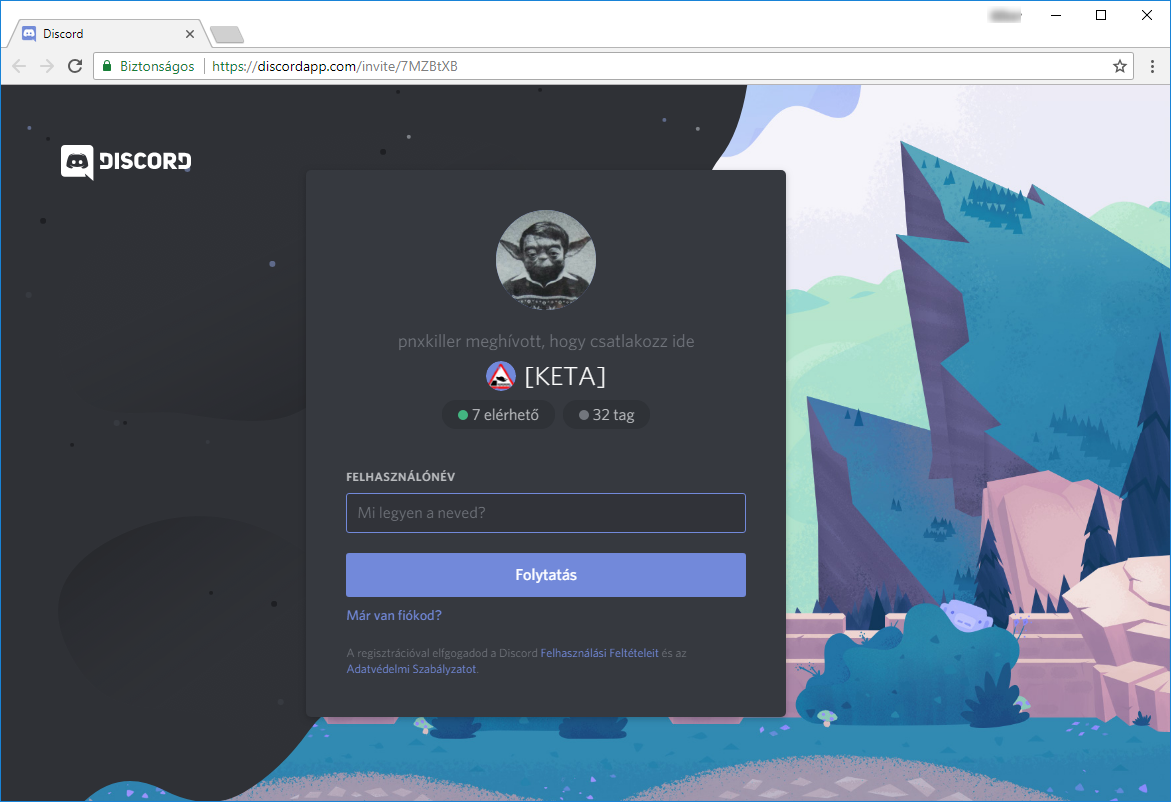 Discord
Biztonságos https://discordapp.com/invite/7MZBtXB
DISCORD
pnxkiller meghívott, hogy csatlakozz ide
[KETA]
7 elérhető 32 tag
FELHASZNÁLÓNÉV
Mi legyen a neved?
Folytatás
Már van fiókod?
A regisztrációval elfgogadod a Discord Felhasználási Feltételeit és az
Adatvédelmi Szabályzatot.